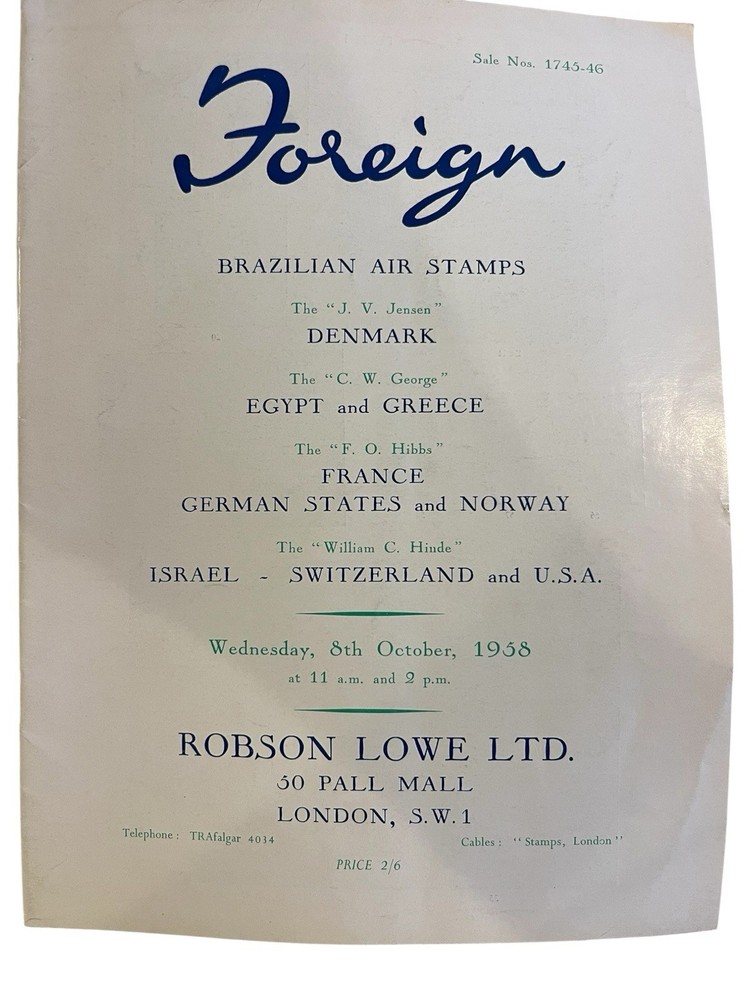 Sale Nos. 1745-46
Foreign
BRAZILIAN AIR STAMPS
The "J. V. Jensen"
DENMARK
The "C. W. George"
EGYPT and GREECE
The "F. O. Hibbs"
FRANCE
GERMAN STATES and NORWAY
The "William C. Hinde"
ISRAEL - SWITZERLAND and U.S.A.
Wednesday, 8th October, 1958
at 11 a.m. and 2 p.m.
ROBSON LOWE LTD.
50 PALL MALL
LONDON, S.W.1
Telephone: TRAfalgar 4034
Cables: "Stamps, London"
PRICE 2/6